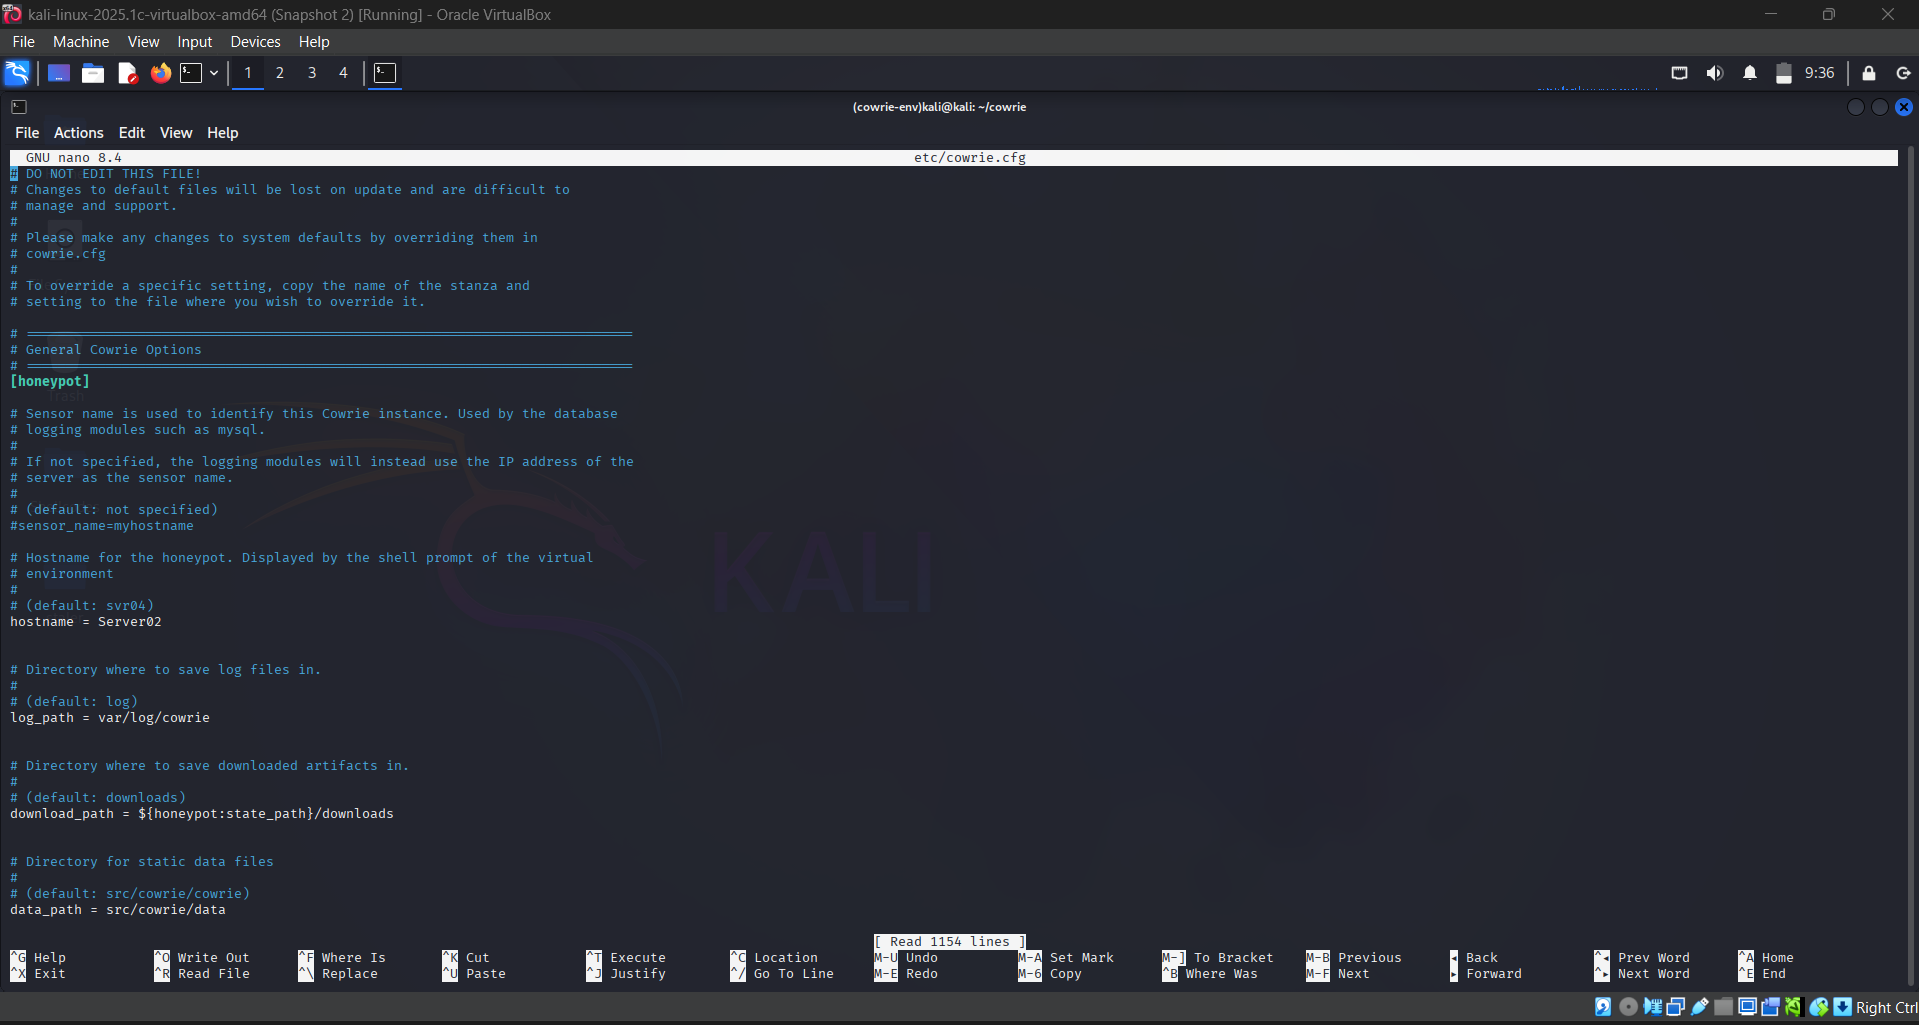 kali-linux-2025.1c-virtualbox-amd64 (Snapshot 2) [Running] - Oracle VirtualBox
File Machine View Input Devices Help
1 2 3 4 9:36
(cowrie-env)kali@kali: ~/cowrie
File Actions Edit View Help
GNU nano 8.4 etc/cowrie.cfg
# DO NOT EDIT THIS FILE!
# Changes to default files will be lost on update and are difficult to
# manage and support.
#
# Please make any changes to system defaults by overriding them in
# cowrie.cfg
#
# To override a specific setting, copy the name of the stanza and
# setting to the file where you wish to override it.
# ============================================================================
# General Cowrie Options
# ============================================================================
[honeypot]
# Sensor name is used to identify this Cowrie instance. Used by the database
# logging modules such as mysql.
#
# If not specified, the logging modules will instead use the IP address of the
# server as the sensor name.
#
# (default: not specified)
#sensor_name=myhostname
# Hostname for the honeypot. Displayed by the shell prompt of the virtual
# environment
#
# (default: svr04)
hostname = Server02
# Directory where to save log files in.
#
# (default: log)
log_path = var/log/cowrie
# Directory where to save downloaded artifacts in.
#
# (default: downloads)
download_path = ${honeypot:state_path}/downloads
# Directory for static data files
#
# (default: src/cowrie/cowrie)
data_path = src/cowrie/data
KALI
Trash
[ Read 1154 lines ]
^G Help ^O Write Out ^F Where Is ^K Cut ^T Execute ^C Location M-U Undo M-A Set Mark M-] To Bracket M-B Previous ◂ Back ^◂ Prev Word ^A Home
^X Exit ^R Read File ^\ Replace ^U Paste ^J Justify ^/ Go To Line M-E Redo M-6 Copy ^B Where Was M-F Next ▸ Forward ^▸ Next Word ^E End
Right Ctrl